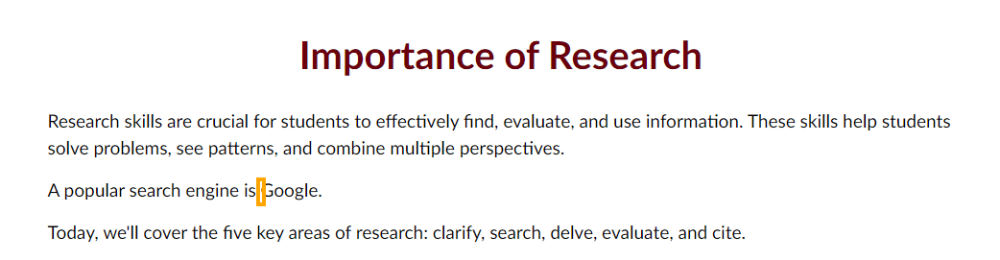 Importance of Research
Research skills are crucial for students to effectively find, evaluate, and use information. These skills help students
solve problems, see patterns, and combine multiple perspectives.
A popular search engine is Google.
Today, we'll cover the five key areas of research: clarify, search, delve, evaluate, and cite.